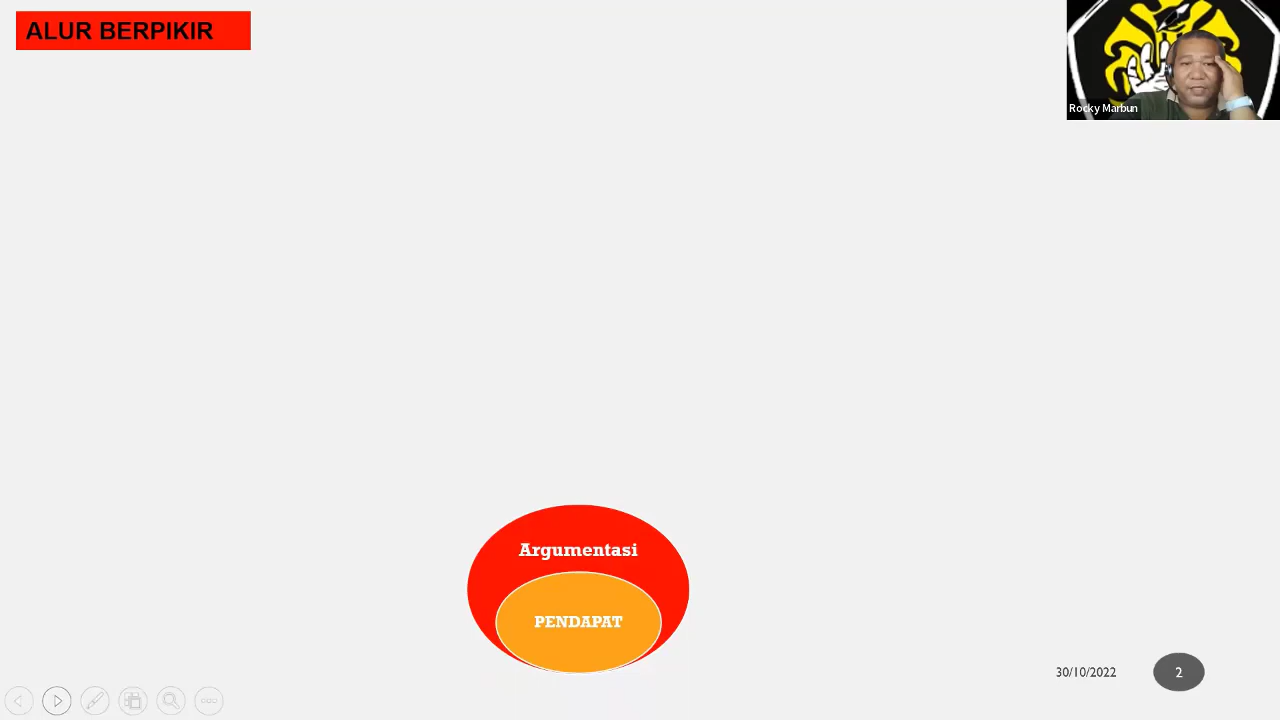 ALUR BERPIKIR
Rocky Marbun
Argumentasi
PENDAPAT
30/10/2022
2